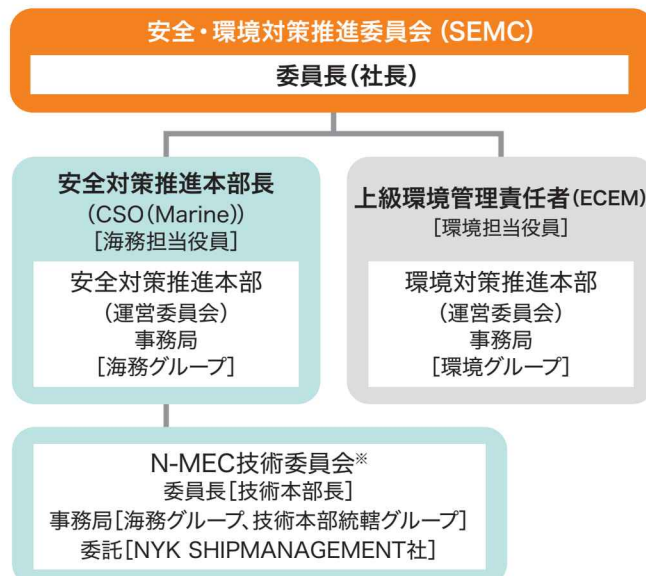 安全・環境対策推進委員会(SEMC)
委員長(社長)
安全対策推進本部長
(CSO(Marine))
[海務担当役員]
安全対策推進本部
(運営委員会)
事務局
[海務グループ]
上級環境管理責任者(ECEM)
[環境担当役員]
環境対策推進本部
(運営委員会)
事務局
[環境グループ]
N-MEC技術委員会※
委員長[技術本部長]
事務局[海務グループ、技術本部統轄グループ]
委託[NYK SHIPMANAGEMENT社]